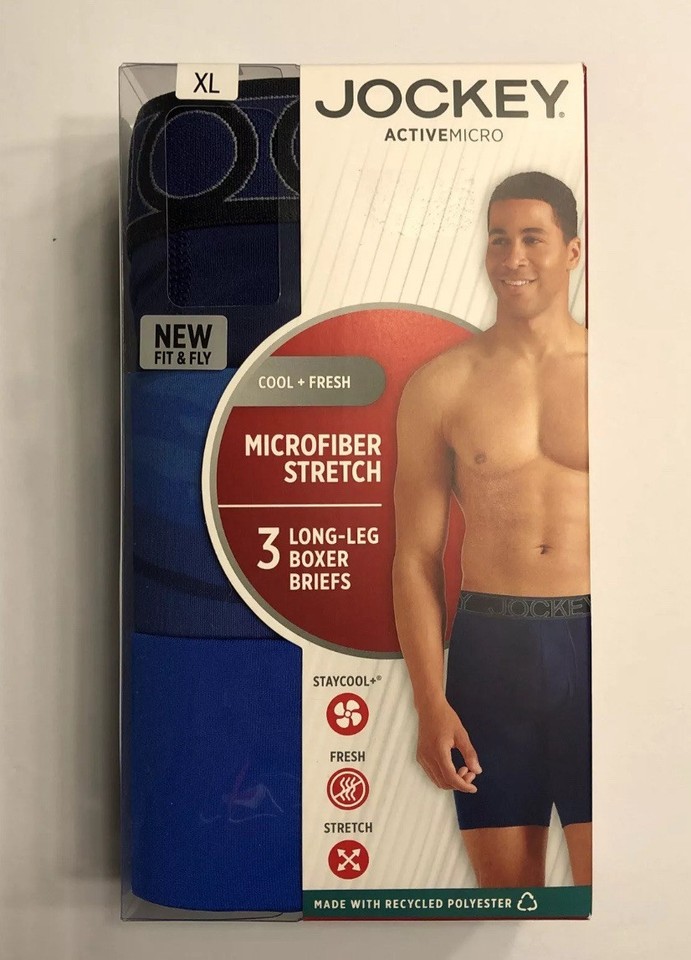 XL
JOCKEY®
ACTIVEMICRO
NEW
FIT & FLY
COOL + FRESH
MICROFIBER
STRETCH
3 LONG-LEG
BOXER
BRIEFS
JOCKEY
STAYCOOL+®
FRESH
STRETCH
MADE WITH RECYCLED POLYESTER